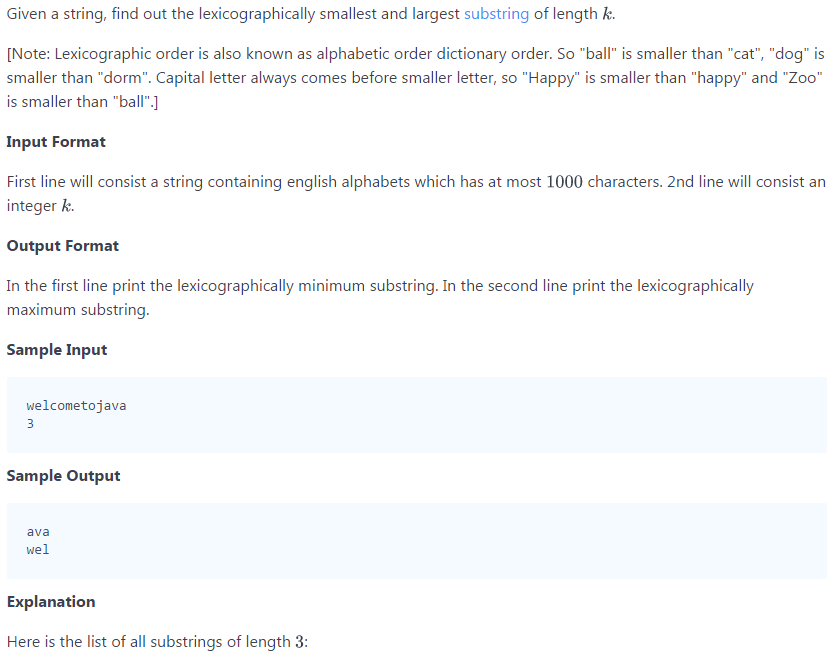 Given a string, find out the lexicographically smallest and largest substring of length k.
[Note: Lexicographic order is also known as alphabetic order dictionary order. So "ball" is smaller than "cat", "dog" is
smaller than "dorm". Capital letter always comes before smaller letter, so "Happy" is smaller than "happy" and "Zoo"
is smaller than "ball".]
Input Format
First line will consist a string containing english alphabets which has at most 1000 characters. 2nd line will consist an
integer k.
Output Format
In the first line print the lexicographically minimum substring. In the second line print the lexicographically
maximum substring.
Sample Input
welcometojava
3
Sample Output
ava
wel
Explanation
Here is the list of all substrings of length 3: